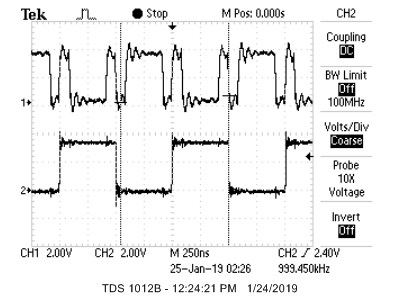 Tek Stop M Pos: 0.000s CH2
Coupling
DC
BW Limit
Off
100MHz
1
Volts/Div
Coarse
Probe
10X
Voltage
2
Invert
Off
CH1 2.00V CH2 2.00V M 250ns CH2 / 2.40V
25-Jan-19 02:26 999.450kHz
TDS 1012B - 12:24:21 PM 1/24/2019